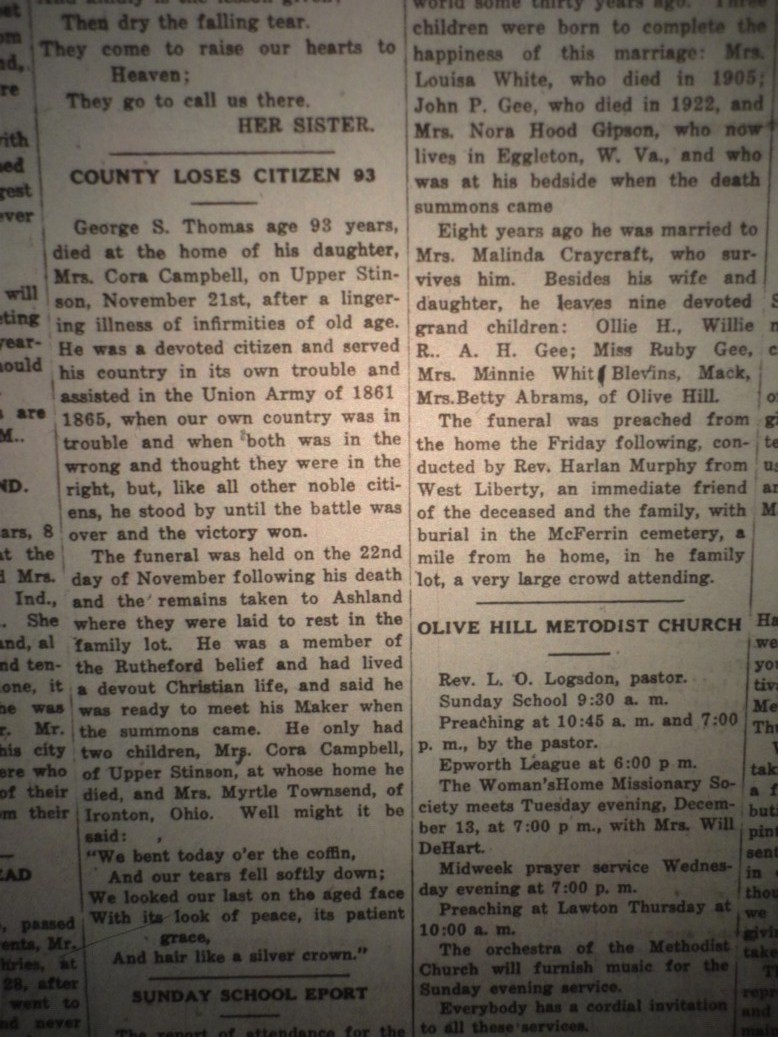 Then dry the falling tear.
They come to raise our hearts to
Heaven;
They go to call us there.
HER SISTER.
COUNTY LOSES CITIZEN 93
George S. Thomas age 93 years,
died at the home of his daughter,
Mrs. Cora Campbell, on Upper Stin-
son, November 21st, after a linger-
ing illness of infirmities of old age.
He was a devoted citizen and served
his country in its own trouble and
assisted in the Union Army of 1861
1865, when our own country was in
trouble and when both was in the
wrong and thought they were in the
right, but, like all other noble citi-
ens, he stood by until the battle was
over and the victory won.
The funeral was held on the 22nd
day of November following his death
and the remains taken to Ashland
where they were laid to rest in the
family lot. He was a member of
the Rutheford belief and had lived
a devout Christian life, and said he
was ready to meet his Maker when
the summons came. He only had
two children, Mrs. Cora Campbell,
of Upper Stinson, at whose home he
died, and Mrs. Myrtle Townsend, of
Ironton, Ohio. Well might it be
said:
"We bent today o'er the coffin,
And our tears fell softly down;
We looked our last on the aged face
With its look of peace, its patient
grace,
And hair like a silver crown."
SUNDAY SCHOOL EPORT
The report of attendance for the
world some thirty years ago. Three
children were born to complete the
happiness of this marriage: Mrs.
Louisa White, who died in 1905;
John P. Gee, who died in 1922, and
Mrs. Nora Hood Gipson, who now
lives in Eggleton, W. Va., and who
was at his bedside when the death
summons came
Eight years ago he was married to
Mrs. Malinda Craycraft, who sur-
vives him. Besides his wife and
daughter, he leaves nine devoted
grand children: Ollie H., Willie
R.. A. H. Gee; Miss Ruby Gee,
Mrs. Minnie Whit Blevins, Mack,
Mrs.Betty Abrams, of Olive Hill.
The funeral was preached from
the home the Friday following, con-
ducted by Rev. Harlan Murphy from
West Liberty, an immediate friend
of the deceased and the family, with
burial in the McFerrin cemetery, a
mile from he home, in he family
lot, a very large crowd attending.
OLIVE HILL METODIST CHURCH
Rev. L. O. Logsdon, pastor.
Sunday School 9:30 a. m.
Preaching at 10:45 a. m. and 7:00
p. m., by the pastor.
Epworth League at 6:00 p m.
The Woman'sHome Missionary So-
ciety meets Tuesday evening, Decem-
ber 13, at 7:00 p m., with Mrs. Will
DeHart.
Midweek prayer service Wednes-
day evening at 7:00 p. m.
Preaching at Lawton Thursday at
10:00 a. m.
The orchestra of the Methodist
Church will furnish music for the
Sunday evening service.
Everybody has a cordial invitation
to all these services.